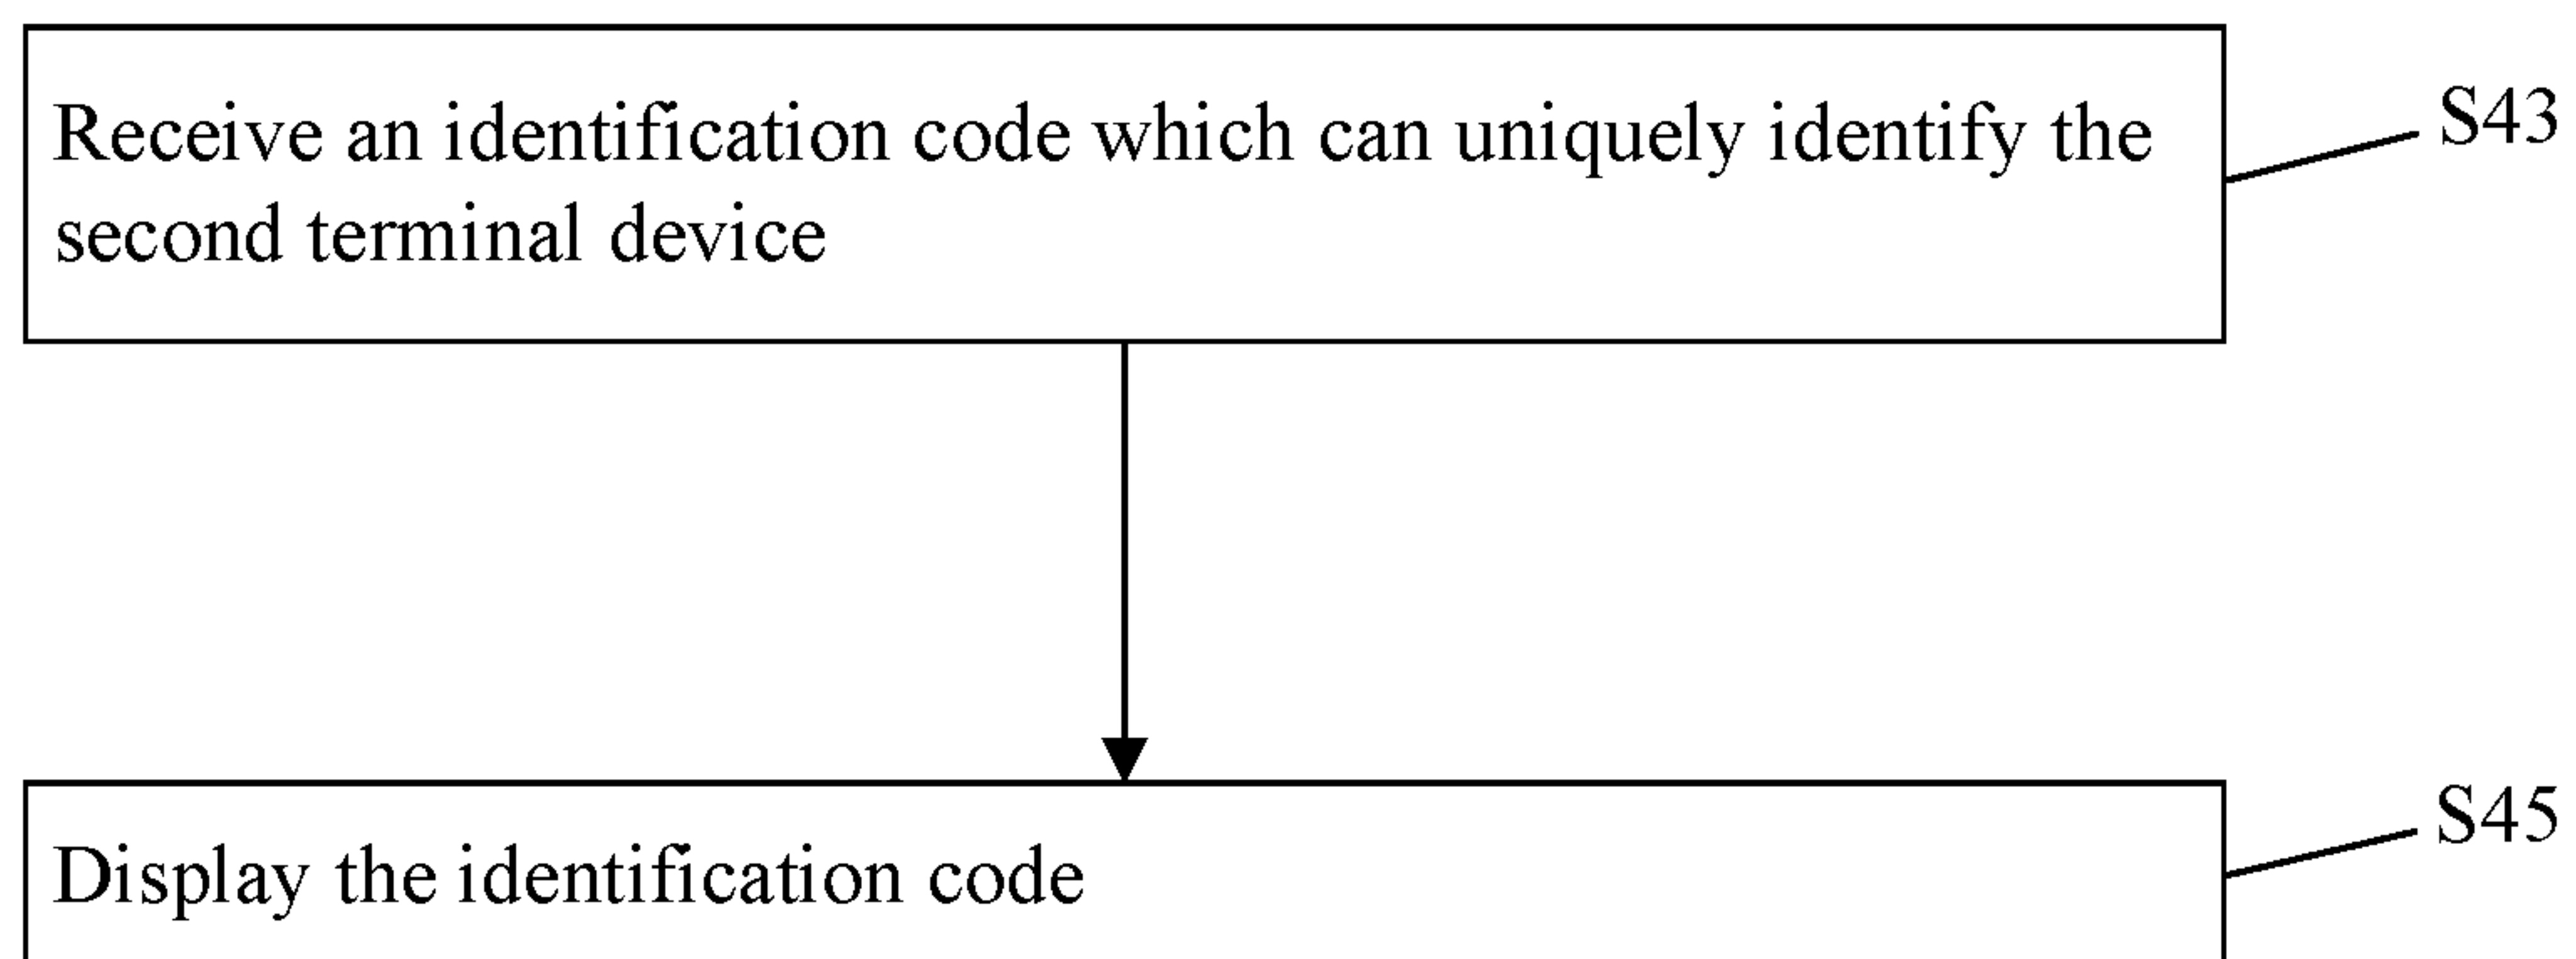 Receive an identification code which can uniquely identify the
second terminal device
S43
Display the identification code
S45